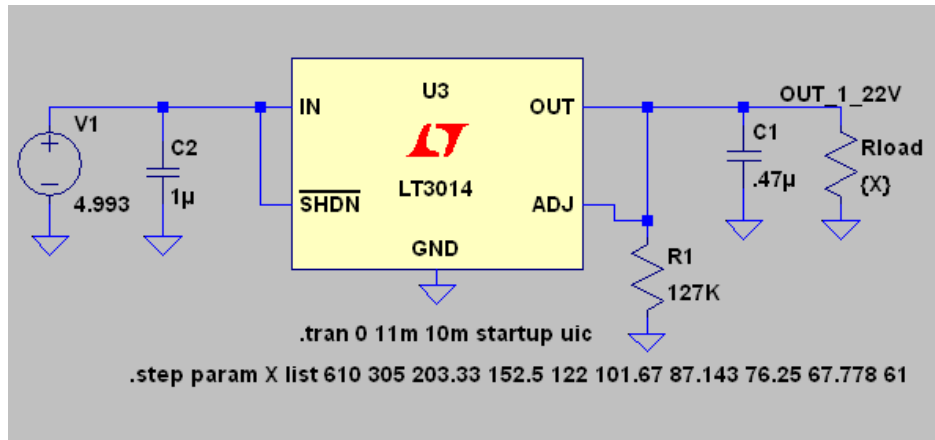 U3
IN
OUT
OUT_1_22V
V1
C2
C1
Rload
LT3014
4.993
1µ
SHDN
ADJ
.47µ
{X}
GND
R1
127K
.tran 0 11m 10m startup uic
.step param X list 610 305 203.33 152.5 122 101.67 87.143 76.25 67.778 61